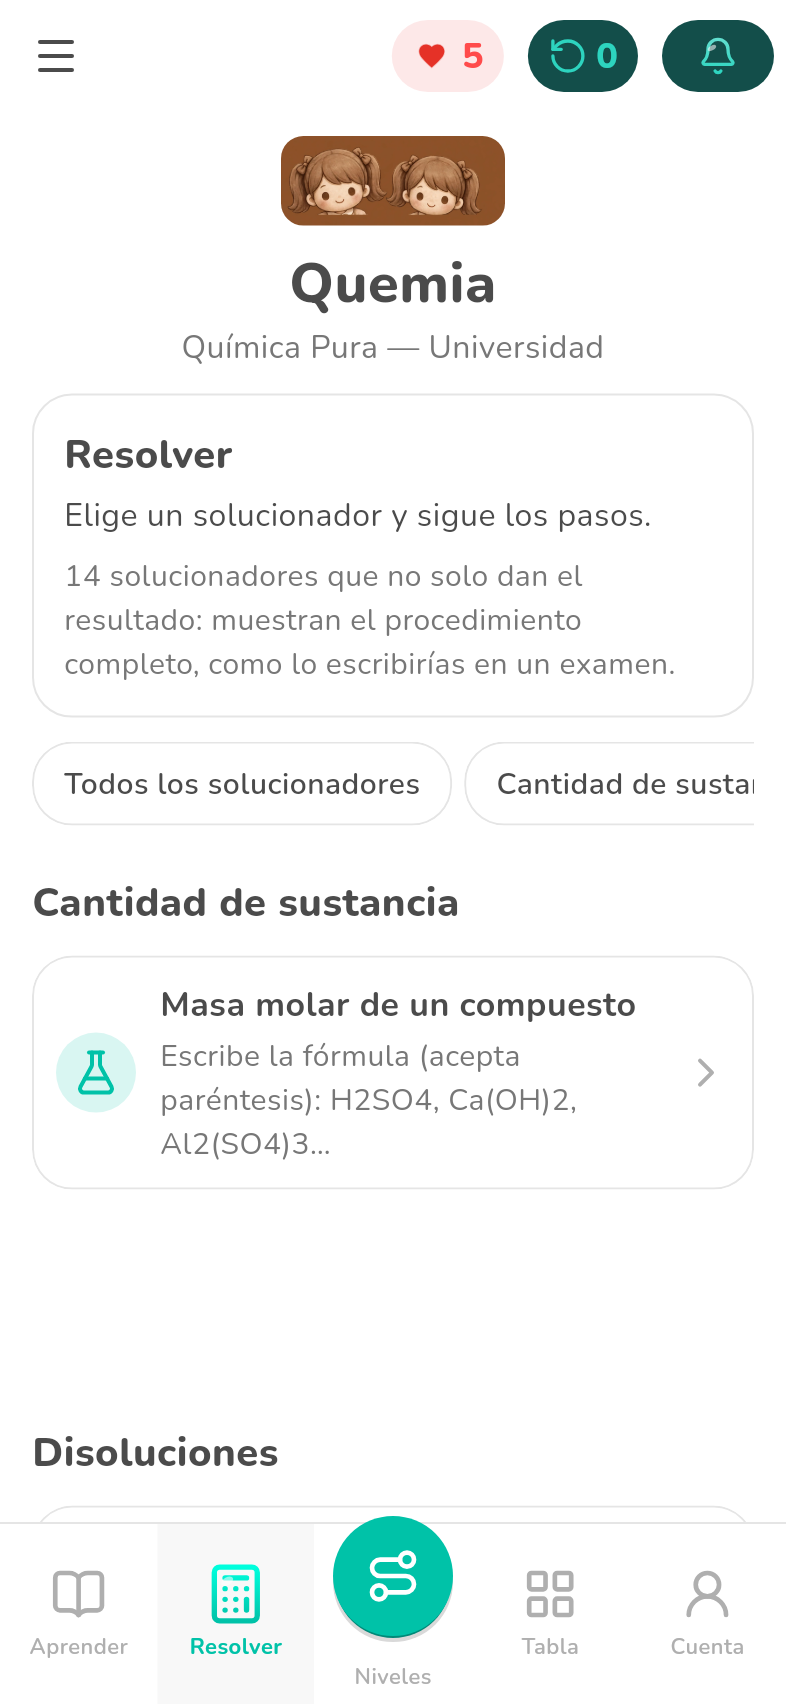 5
0
Quemia
Química Pura — Universidad
Resolver
Elige un solucionador y sigue los pasos.
14 solucionadores que no solo dan el
resultado: muestran el procedimiento
completo, como lo escribirías en un examen.
Todos los solucionadores
Cantidad de
Cantidad de sustancia
Masa molar de un compuesto
Escribe la fórmula (acepta
paréntesis): H2SO4, Ca(OH)2,
Al2(SO4)3...
Disoluciones
Aprender
Resolver
Niveles
Tabla
Cuenta